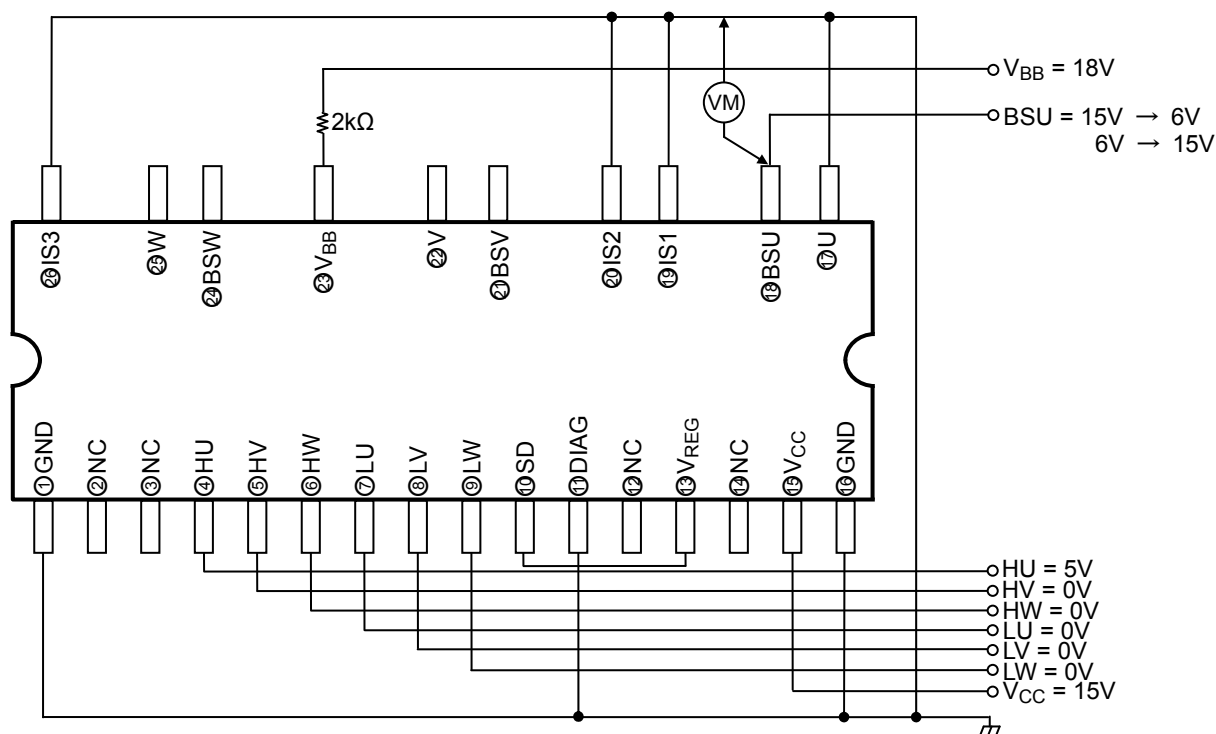 V_BB = 18V
BSU = 15V → 6V
6V → 15V
VM
2kΩ
㉖IS3
㉕W
㉔BSW
㉓V_BB
㉒V
㉑BSV
⑳IS2
⑲IS1
⑱BSU
⑰U
①GND
②NC
③NC
④HU
⑤HV
⑥HW
⑦LU
⑧LV
⑨LW
⑩SD
⑪DIAG
⑫NC
⑬V_REG
⑭NC
⑮V_CC
⑯GND
HU = 5V
HV = 0V
HW = 0V
LU = 0V
LV = 0V
LW = 0V
V_CC = 15V